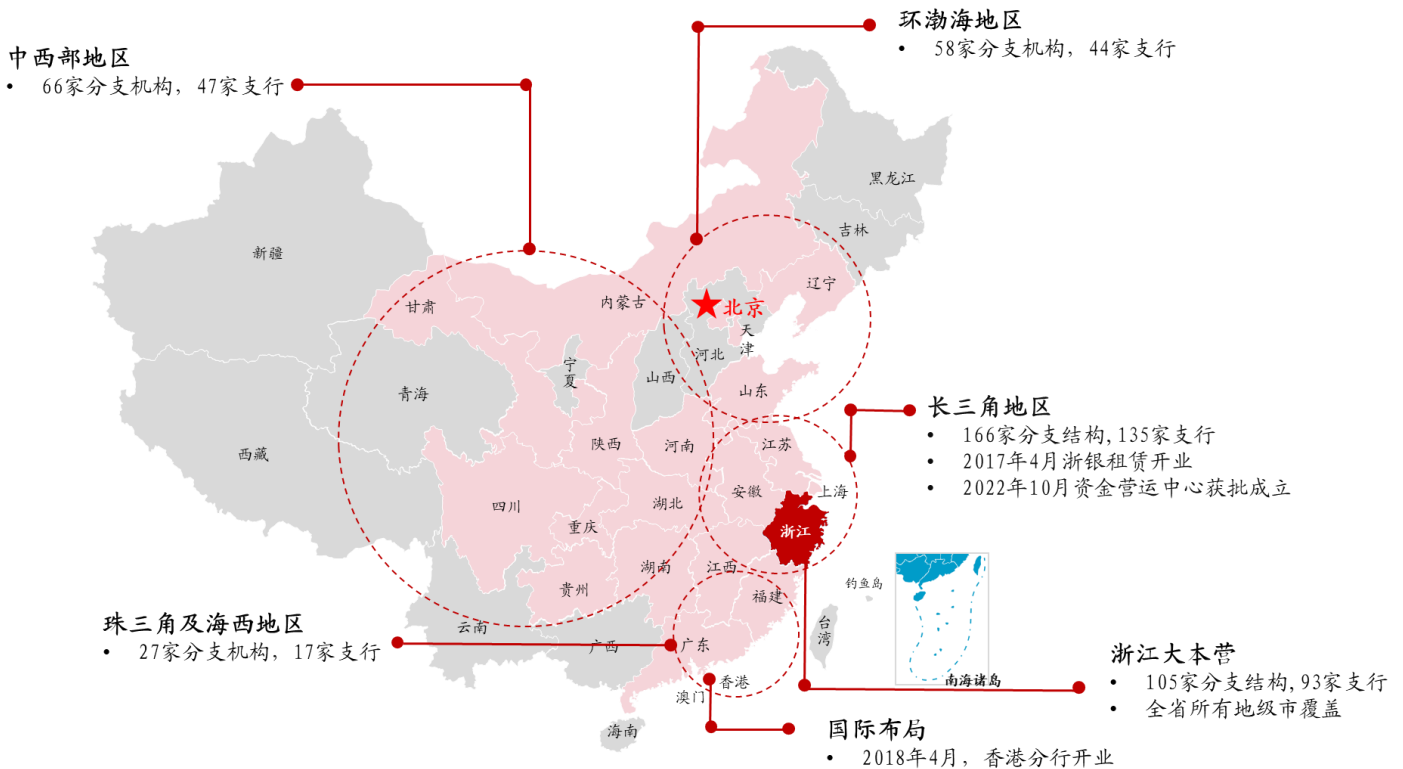 环渤海地区
• 58家分支机构，44家支行
中西部地区
• 66家分支机构，47家支行
黑龙江
吉林
新疆
辽宁
内蒙古
甘肃
北京
天津
河北
宁夏
山西
青海
山东
长三角地区
• 166家分支结构,135家支行
• 2017年4月浙银租赁开业
• 2022年10月资金营运中心获批成立
陕西
河南
江苏
西藏
安徽
上海
四川
湖北
重庆
浙江
湖南
江西
贵州
福建
钓鱼岛
珠三角及海西地区
• 27家分支机构，17家支行
云南
广西
广东
台湾
南海诸岛
浙江大本营
• 105家分支结构,93家支行
• 全省所有地级市覆盖
香港
澳门
海南
国际布局
• 2018年4月，香港分行开业